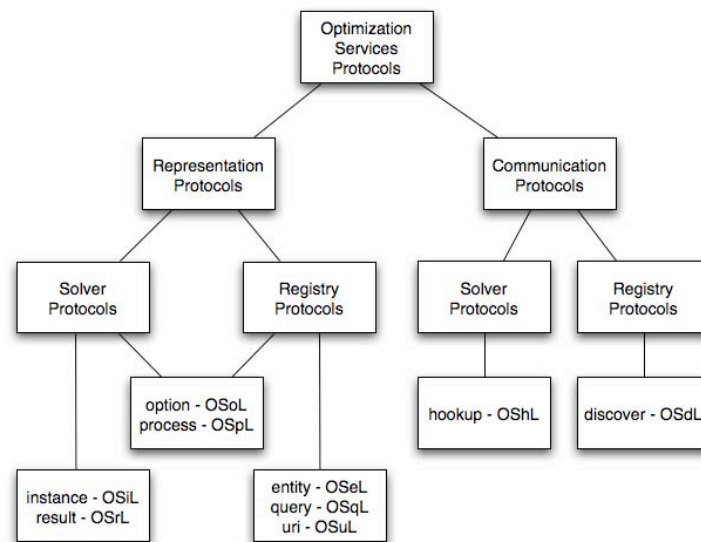 Optimization
Services
Protocols
Representation
Protocols
Communication
Protocols
Solver
Protocols
Registry
Protocols
Solver
Protocols
Registry
Protocols
option - OSoL
process - OSpL
hookup - OShL
discover - OSdL
instance - OSiL
result - OSrL
entity - OSeL
query - OSqL
uri - OSuL